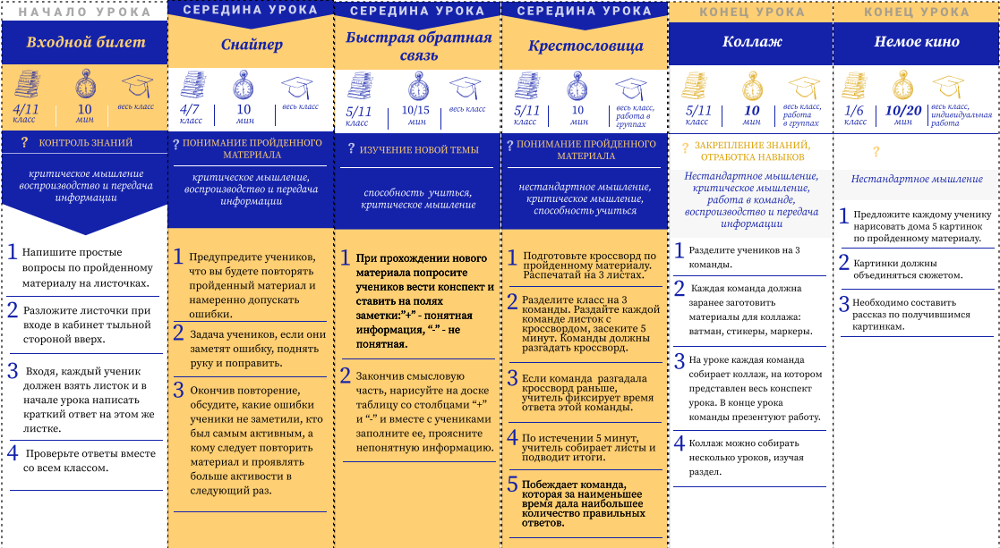 НАЧАЛО УРОКА
Входной билет
4/11
класс
10
мин
весь класс
? КОНТРОЛЬ ЗНАНИЙ
критическое мышление
воспроизводство и передача
информации
1 Напишите простые
вопросы по пройденному
материалу на листочках.
2 Разложите листочки при
входе в кабинет тыльной
стороной вверх.
3 Входя, каждый ученик
должен взять листок и в
начале урока написать
краткий ответ на этом же
листке.
4 Проверьте ответы вместе
со всем классом.
СЕРЕДИНА УРОКА
Снайпер
4/7
класс
10
мин
весь класс
? ПОНИМАНИЕ ПРОЙДЕННОГО
МАТЕРИАЛА
критическое мышление,
воспроизводство и передача
информации
1 Предупредите учеников,
что вы будете повторять
пройденный материал и
намеренно допускать
ошибки.
2 Задача учеников, если они
заметят ошибку, поднять
руку и поправить.
3 Окончив повторение,
обсудите, какие ошибки
ученики не заметили, кто
был самым активным, а
кому следует повторить
материал и проявлять
больше активости в
следующий раз.
СЕРЕДИНА УРОКА
Быстрая обратная
связь
5/11
класс
10/15
мин
весь класс
? ИЗУЧЕНИЕ НОВОЙ ТЕМЫ
способность учиться,
критическое мышление
1 При прохождении нового
материала попросите
учеников вести конспект и
ставить на полях
заметки:”+” - понятная
информация, “-” - не
понятная.
2 Закончив смысловую
часть, нарисуйте на доске
таблицу со столбцами “+”
и “-” и вместе с учениками
заполните ее, проясните
непонятную информацию.
СЕРЕДИНА УРОКА
Крестословица
5/11
класс
10
мин
весь класс,
работа в
группах
? ПОНИМАНИЕ ПРОЙДЕННОГО
МАТЕРИАЛА
нестандартное мышление,
критическое мышление,
способность учиться
1 Подготовьте кроссворд по
пройденному материалу.
Распечатай на 3 листах.
2 Разделите класс на 3
команды. Раздайте каждой
команде листок с
кроссвордом, засеките 5
минут. Команды должны
разгадать кроссворд.
3 Если команда разгадала
кроссворд раньше,
учитель фиксирует время
ответа этой команды.
4 По истечении 5 минут,
учитель собирает листы и
подводит итоги.
5 Побеждает команда,
которая за наименьшее
время дала наибольшее
количество правильных
ответов.
КОНЕЦ УРОКА
Коллаж
5/11
класс
10
мин
весь класс,
работа
в группах
? ЗАКРЕПЛЕНИЕ ЗНАНИЙ,
ОТРАБОТКА НАВЫКОВ
Нестандартное мышление,
критическое мышление,
работа в команде,
воспроизводство и передача
информации
1 Разделите учеников на 3
команды.
2 Каждая команда должна
заранее заготовить
материалы для коллажа:
ватман, стикеры, маркеры.
3 На уроке каждая команда
собирает коллаж, на котором
представлен весь конспект
урока. В конце урока
команды презентуют работу.
4 Коллаж можно собирать
несколько уроков, изучая
раздел.
КОНЕЦ УРОКА
Немое кино
1/6
класс
10/20
мин
весь класс,
индивидуальная
работа
?
Нестандартное мышление
1 Предложите каждому ученику
нарисовать дома 5 картинок
по пройденному материалу.
2 Картинки должны
объединяться сюжетом.
3 Необходимо составить
рассказ по получившимся
картинкам.